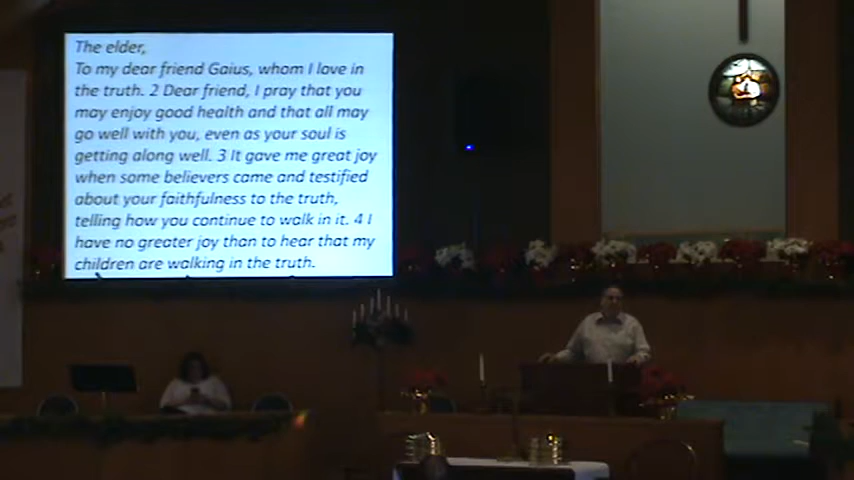 The elder,
To my dear friend Gaius, whom I love in
the truth. 2 Dear friend, I pray that you
may enjoy good health and that all may
go well with you, even as your soul is
getting along well. 3 It gave me great joy
when some believers came and testified
about your faithfulness to the truth,
telling how you continue to walk in it. 4 I
have no greater joy than to hear that my
children are walking in the truth.